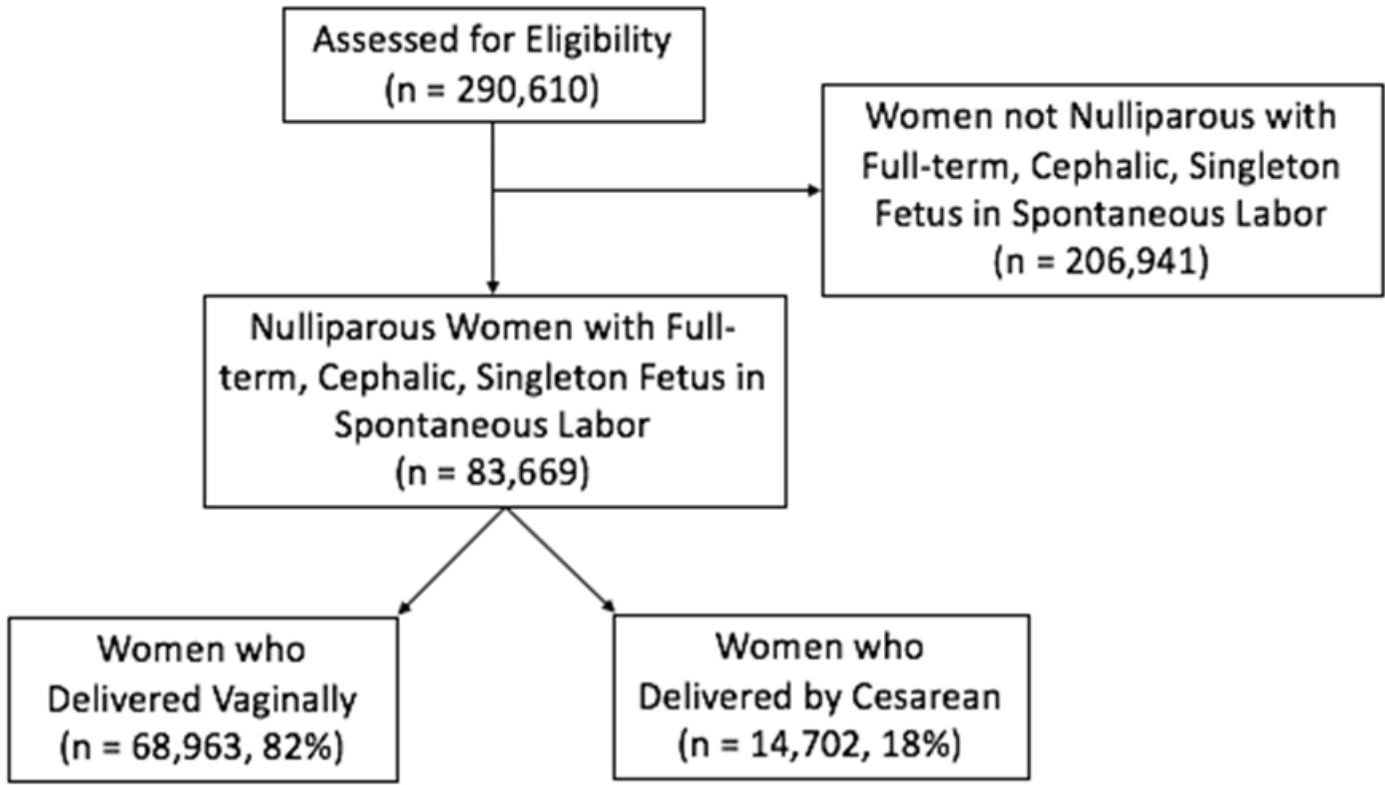 Assessed for Eligibility
(n = 290,610)
Women not Nulliparous with
Full-term, Cephalic, Singleton
Fetus in Spontaneous Labor
(n = 206,941)
Nulliparous Women with Full-
term, Cephalic, Singleton Fetus in
Spontaneous Labor
(n = 83,669)
Women who
Delivered Vaginally
(n = 68,963, 82%)
Women who
Delivered by Cesarean
(n = 14,702, 18%)